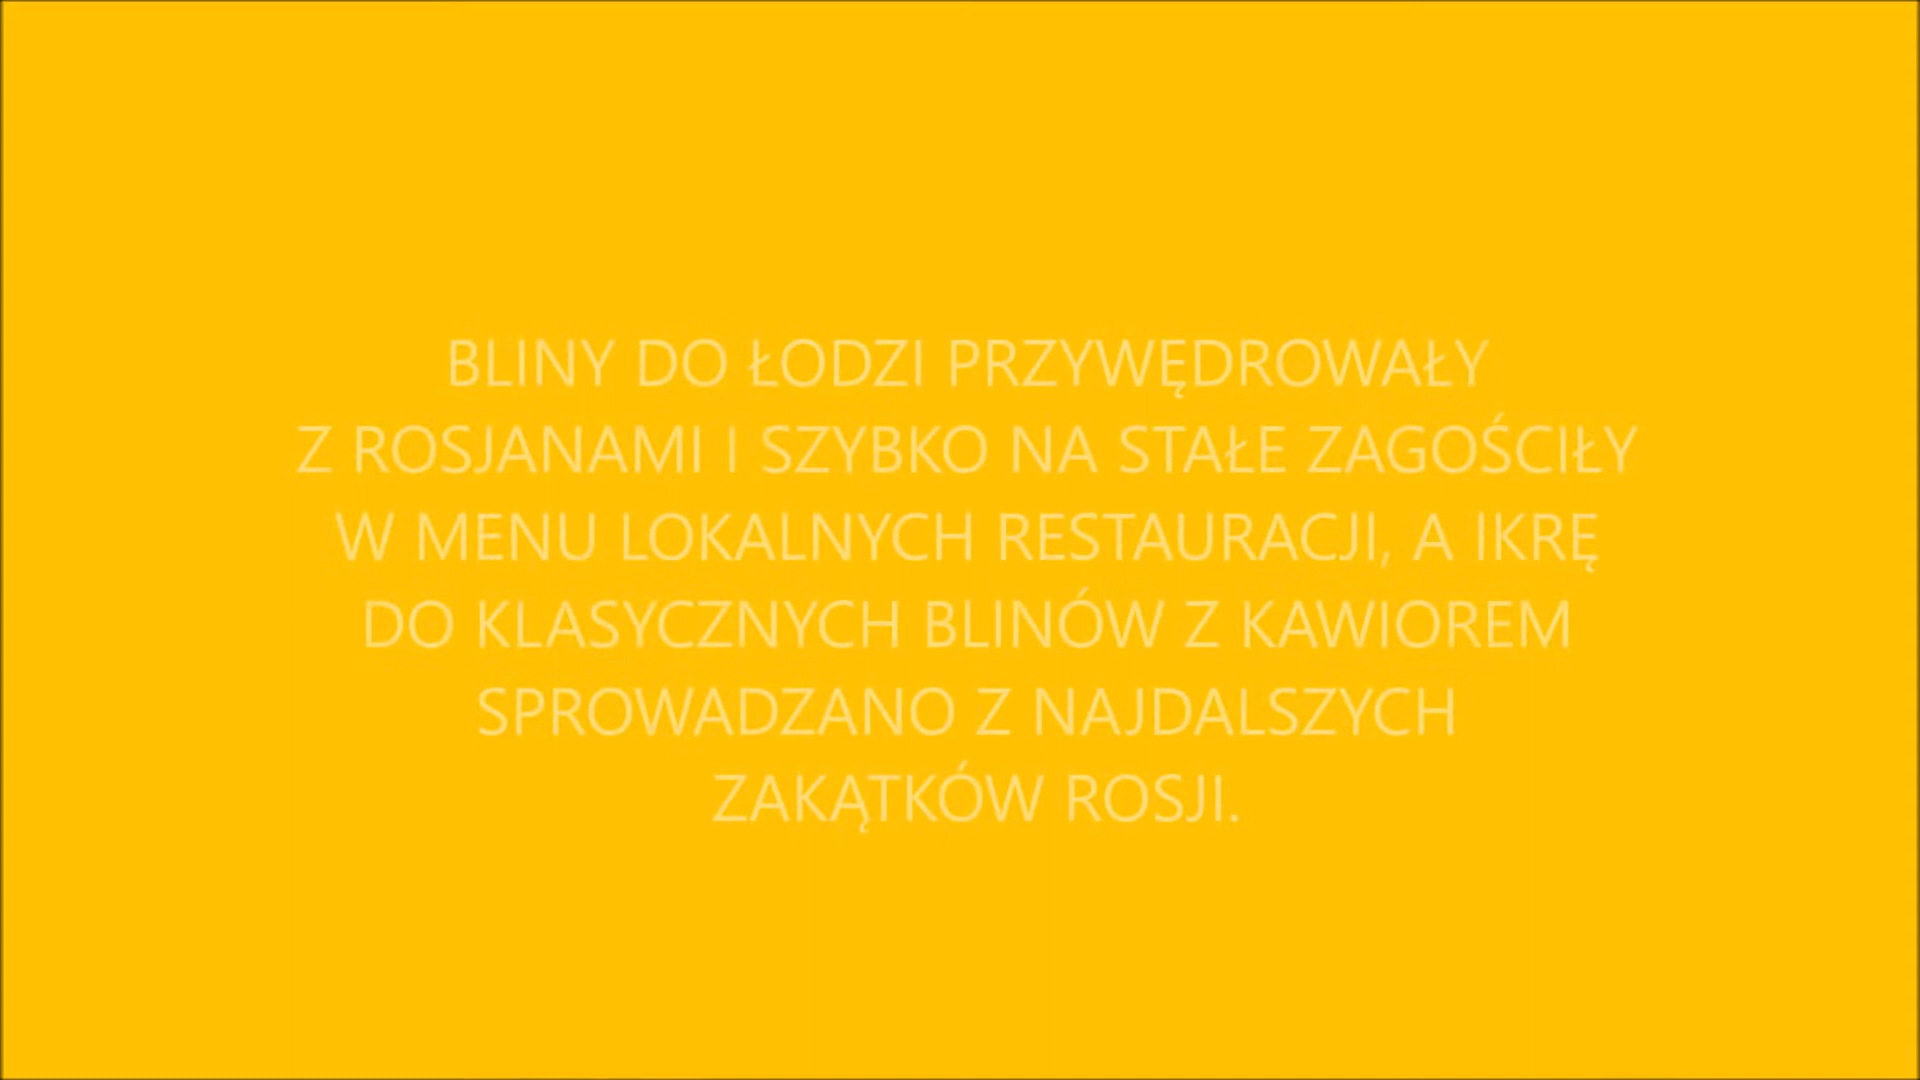 BLINY DO ŁODZI PRZYWĘDROWAŁY
Z ROSJANAMI I SZYBKO NA STAŁE ZAGOŚCIŁY
W MENU LOKALNYCH RESTAURACJI, A IKRĘ
DO KLASYCZNYCH BLINÓW Z KAWIOREM
SPROWADZANO Z NAJDALSZYCH
ZAKĄTKÓW ROSJI.